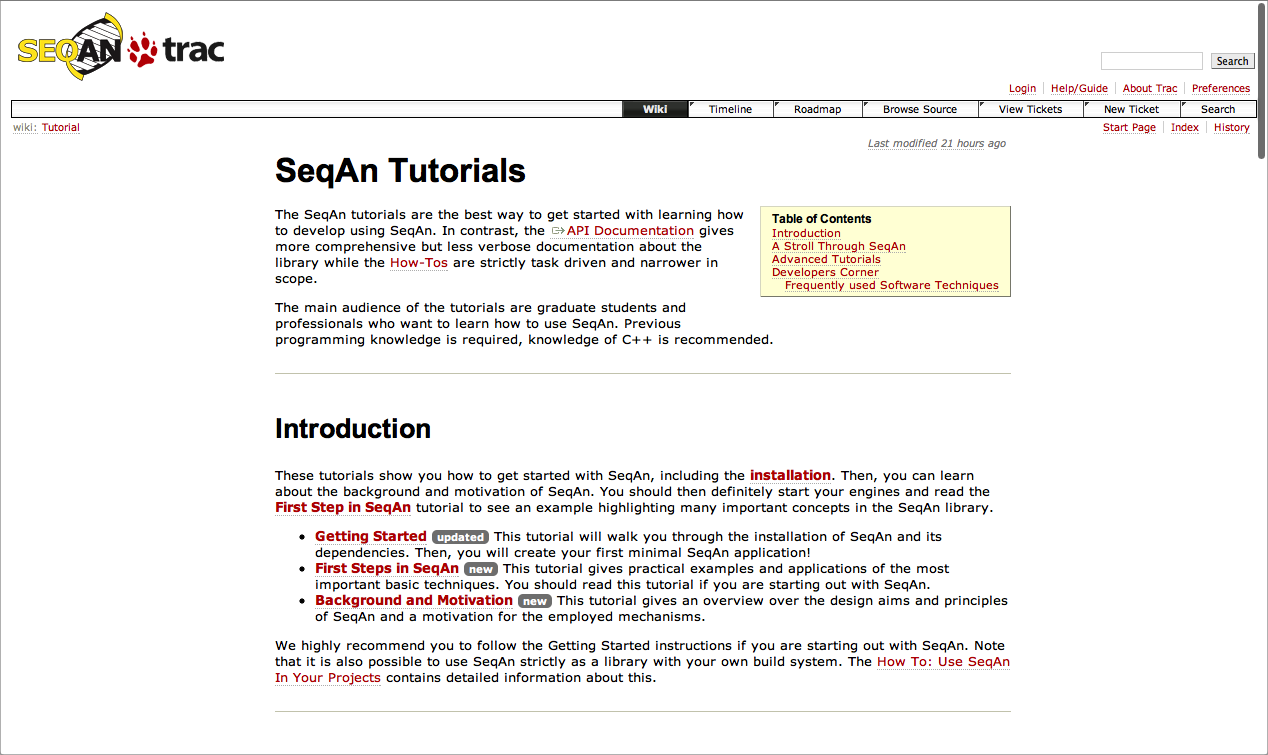 SEQAN trac
Search
Login Help/Guide About Trac Preferences
Wiki Timeline Roadmap Browse Source View Tickets New Ticket Search
wiki: Tutorial
Start Page Index History
Last modified 21 hours ago
SeqAn Tutorials
The SeqAn tutorials are the best way to get started with learning how
to develop using SeqAn. In contrast, the API Documentation gives
more comprehensive but less verbose documentation about the
library while the How-Tos are strictly task driven and narrower in
scope.
Table of Contents
Introduction
A Stroll Through SeqAn
Advanced Tutorials
Developers Corner
Frequently used Software Techniques
The main audience of the tutorials are graduate students and
professionals who want to learn how to use SeqAn. Previous
programming knowledge is required, knowledge of C++ is recommended.
Introduction
These tutorials show you how to get started with SeqAn, including the installation. Then, you can learn
about the background and motivation of SeqAn. You should then definitely start your engines and read the
First Step in SeqAn tutorial to see an example highlighting many important concepts in the SeqAn library.
• Getting Started updated This tutorial will walk you through the installation of SeqAn and its
dependencies. Then, you will create your first minimal SeqAn application!
• First Steps in SeqAn new This tutorial gives practical examples and applications of the most
important basic techniques. You should read this tutorial if you are starting out with SeqAn.
• Background and Motivation new This tutorial gives an overview over the design aims and principles
of SeqAn and a motivation for the employed mechanisms.
We highly recommend you to follow the Getting Started instructions if you are starting out with SeqAn. Note
that it is also possible to use SeqAn strictly as a library with your own build system. The How To: Use SeqAn
In Your Projects contains detailed information about this.